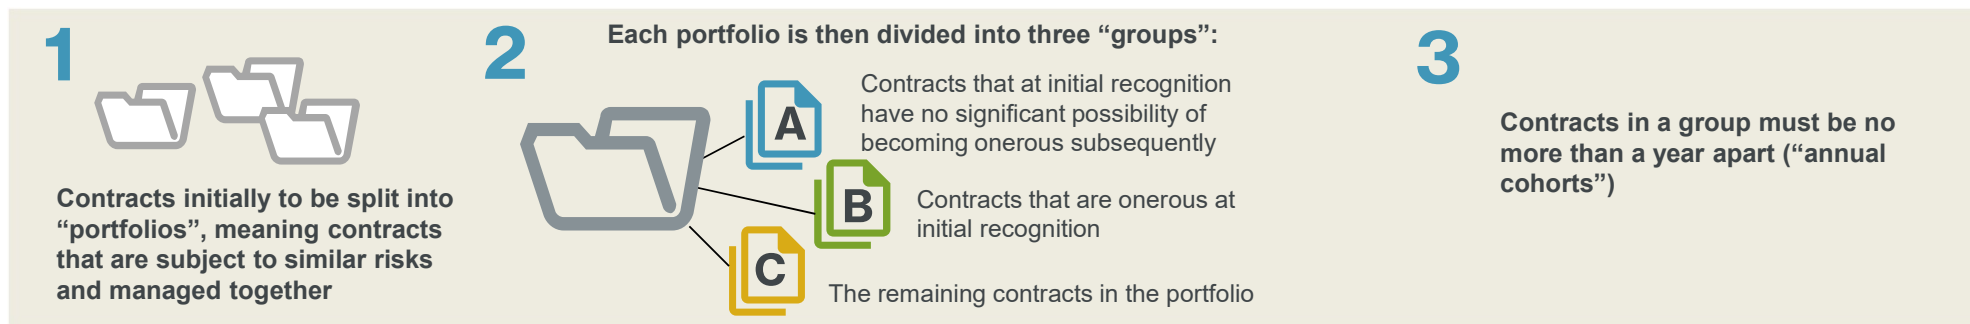 1
Contracts initially to be split into
“portfolios”, meaning contracts
that are subject to similar risks
and managed together
2
Each portfolio is then divided into three “groups”:
A
Contracts that at initial recognition
have no significant possibility of
becoming onerous subsequently
B
Contracts that are onerous at
initial recognition
C
The remaining contracts in the portfolio
3
Contracts in a group must be no
more than a year apart (“annual
cohorts”)